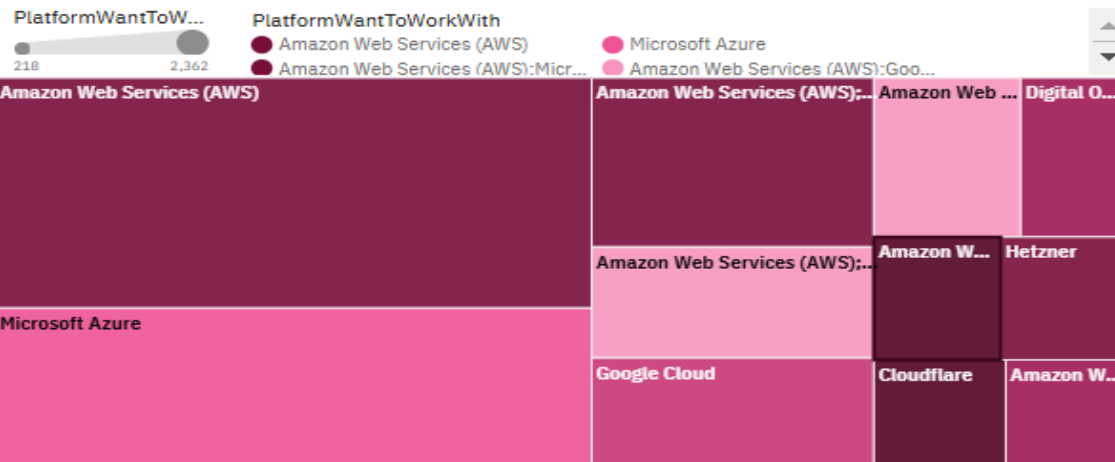 PlatformWantToW...
PlatformWantToWorkWith
218
2,362
Amazon Web Services (AWS)
Microsoft Azure
Amazon Web Services (AWS);Micr...
Amazon Web Services (AWS);Goo...
Amazon Web Services (AWS)
Amazon Web Services (AWS);...
Amazon Web ...
Digital O...
Amazon Web Services (AWS);...
Amazon W...
Hetzner
Microsoft Azure
Google Cloud
Cloudflare
Amazon W...